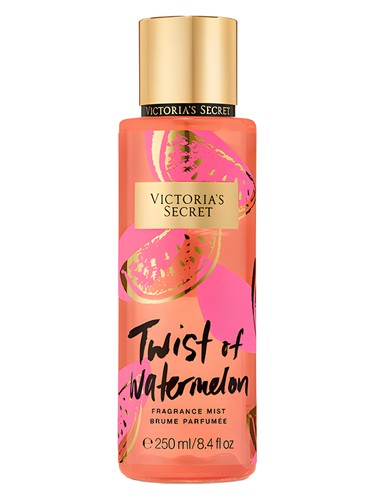 VICTORIA'S SECRET
VICTORIA'S
SECRET
Twist of
Watermelon
FRAGRANCE MIST
BRUME PARFUMÉE
℮ 250 ml/8.4 fl oz